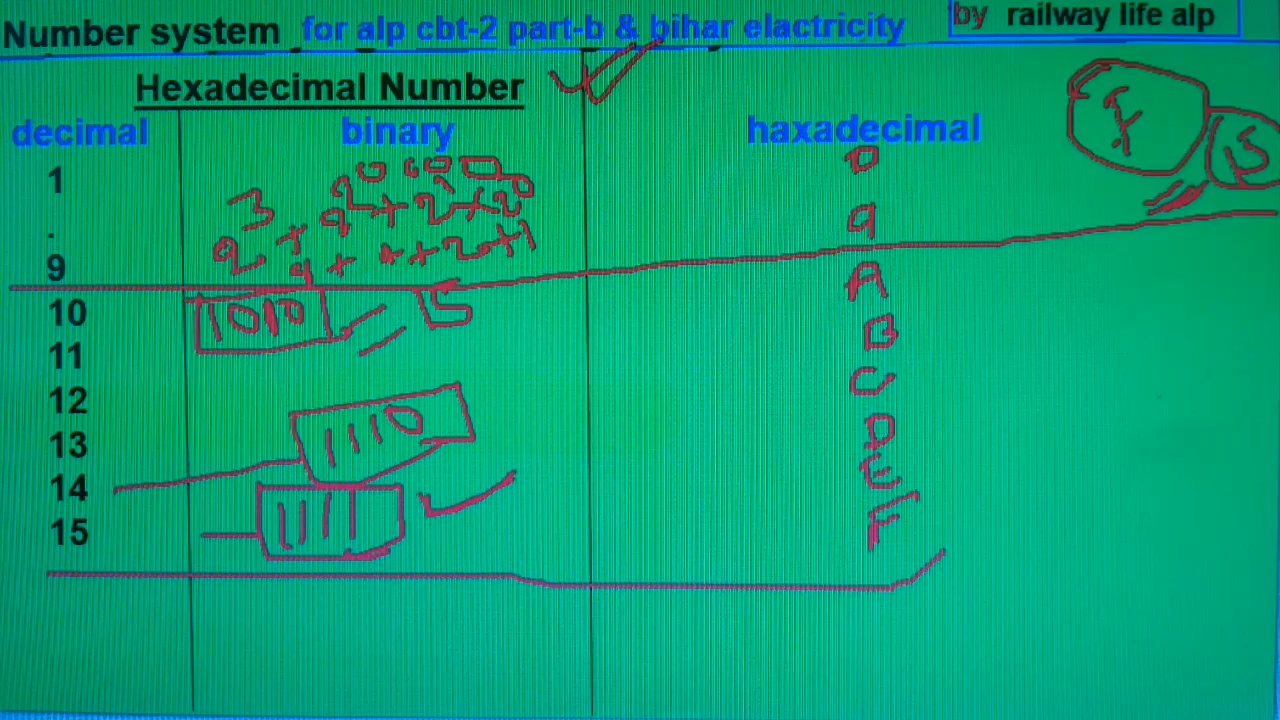 Number system for alp cbt-2 part-b & bihar elactricity by railway life alp
Hexadecimal Number
decimal binary haxadecimal
F 15
1 0
.
9 9
10 1010 A
11 B
12 C
13 1110 D
14 E
15 1111 F